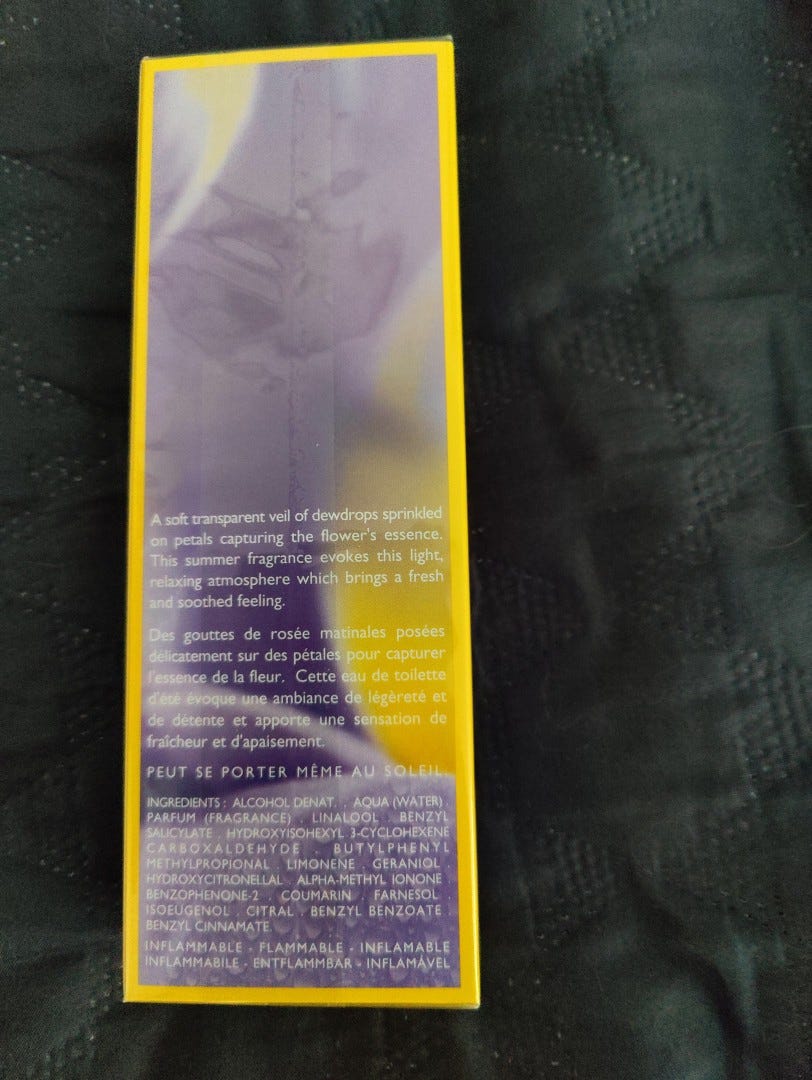 A soft transparent veil of dewdrops sprinkled
on petals capturing the flower's essence.
This summer fragrance evokes this light,
relaxing atmosphere which brings a fresh
and soothed feeling.
Des gouttes de rosée matinales posées
délicatement sur des pétales pour capturer
l'essence de la fleur. Cette eau de toilette
d'été évoque une ambiance de légèreté et
de détente et apporte une sensation de
fraîcheur et d'apaisement.
PEUT SE PORTER MÊME AU SOLEIL.
INGREDIENTS : ALCOHOL DENAT. . AQUA (WATER) .
PARFUM (FRAGRANCE) . LINALOOL . BENZYL
SALICYLATE . HYDROXYISOHEXYL 3-CYCLOHEXENE
CARBOXALDEHYDE . BUTYLPHENYL
METHYLPROPIONAL . LIMONENE . GERANIOL .
HYDROXYCITRONELLAL . ALPHA-METHYL IONONE .
BENZOPHENONE-2 . COUMARIN . FARNESOL .
ISOEUGENOL . CITRAL . BENZYL BENZOATE .
BENZYL CINNAMATE.
INFLAMMABLE - FLAMMABLE - INFLAMABLE
INFLAMMABILE - ENTFLAMMBAR - INFLAMÁVEL